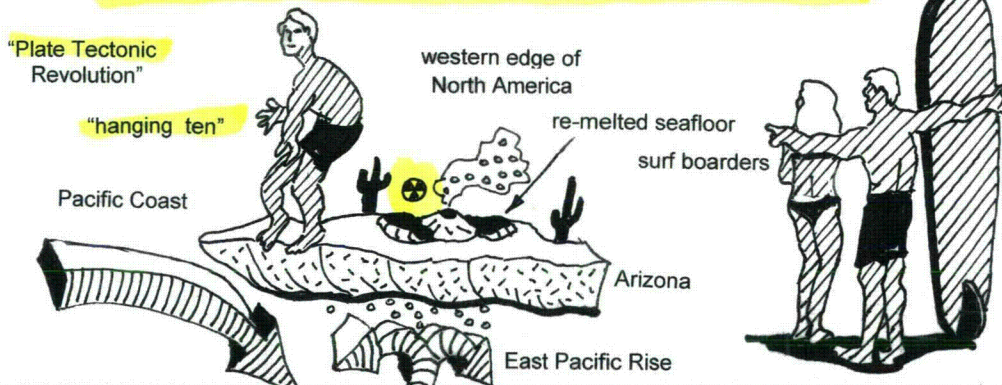 "Plate Tectonic
Revolution"
western edge of
North America
"hanging ten"
re-melted seafloor
surf boarders
Pacific Coast
Arizona
East Pacific Rise